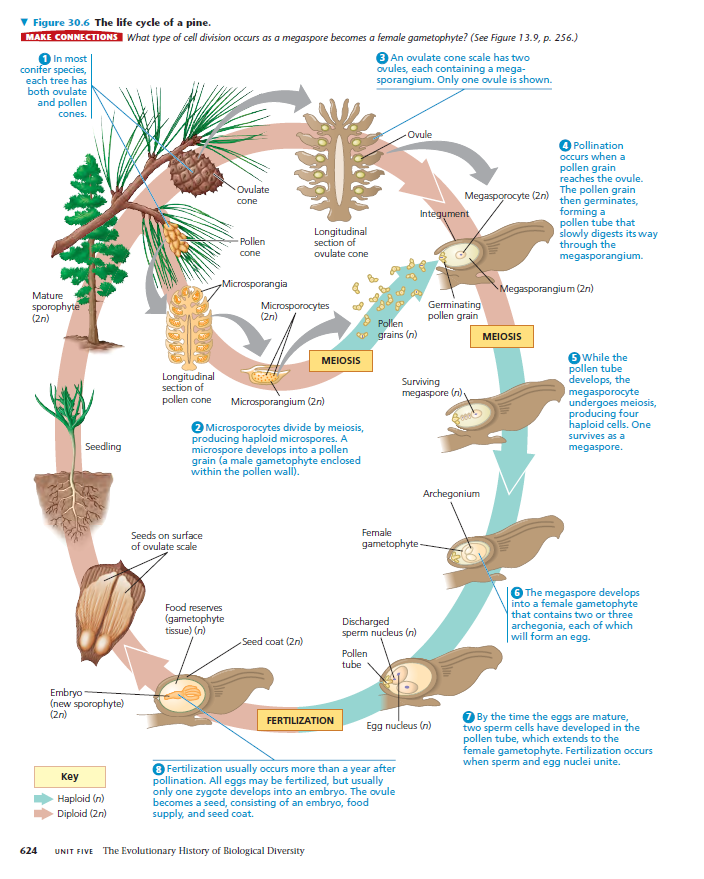 ▼ Figure 30.6 The life cycle of a pine.
MAKE CONNECTIONS What type of cell division occurs as a megaspore becomes a female gametophyte? (See Figure 13.9, p. 256.)
1 In most
conifer species,
each tree has
both ovulate
and pollen
cones.
3 An ovulate cone scale has two
ovules, each containing a mega-
sporangium. Only one ovule is shown.
Ovule
4 Pollination
occurs when a
pollen grain
reaches the ovule.
The pollen grain
then germinates,
forming a
pollen tube that
slowly digests its way
through the
megasporangium.
Ovulate
cone
Megasporocyte (2n)
Integument
Longitudinal
section of
ovulate cone
Pollen
cone
Microsporangia
Megasporangium (2n)
Mature
sporophyte
(2n)
Microsporocytes
(2n)
Germinating
pollen grain
Pollen
grains (n)
MEIOSIS
MEIOSIS
Longitudinal
section of
pollen cone
Microsporangium (2n)
Surviving
megaspore (n)
5 While the
pollen tube
develops, the
megasporocyte
undergoes meiosis,
producing four
haploid cells. One
survives as a
megaspore.
2 Microsporocytes divide by meiosis,
producing haploid microspores. A
microspore develops into a pollen
grain (a male gametophyte enclosed
within the pollen wall).
Seedling
Archegonium
Female
gametophyte
Seeds on surface
of ovulate scale
6 The megaspore develops
into a female gametophyte
that contains two or three
archegonia, each of which
will form an egg.
Food reserves
(gametophyte
tissue) (n)
Seed coat (2n)
Discharged
sperm nucleus (n)
Pollen
tube
Embryo
(new sporophyte)
(2n)
FERTILIZATION
Egg nucleus (n)
7 By the time the eggs are mature,
two sperm cells have developed in the
pollen tube, which extends to the
female gametophyte. Fertilization occurs
when sperm and egg nuclei unite.
8 Fertilization usually occurs more than a year after
pollination. All eggs may be fertilized, but usually
only one zygote develops into an embryo. The ovule
becomes a seed, consisting of an embryo, food
supply, and seed coat.
Key
Haploid (n)
Diploid (2n)
624 UNIT FIVE The Evolutionary History of Biological Diversity